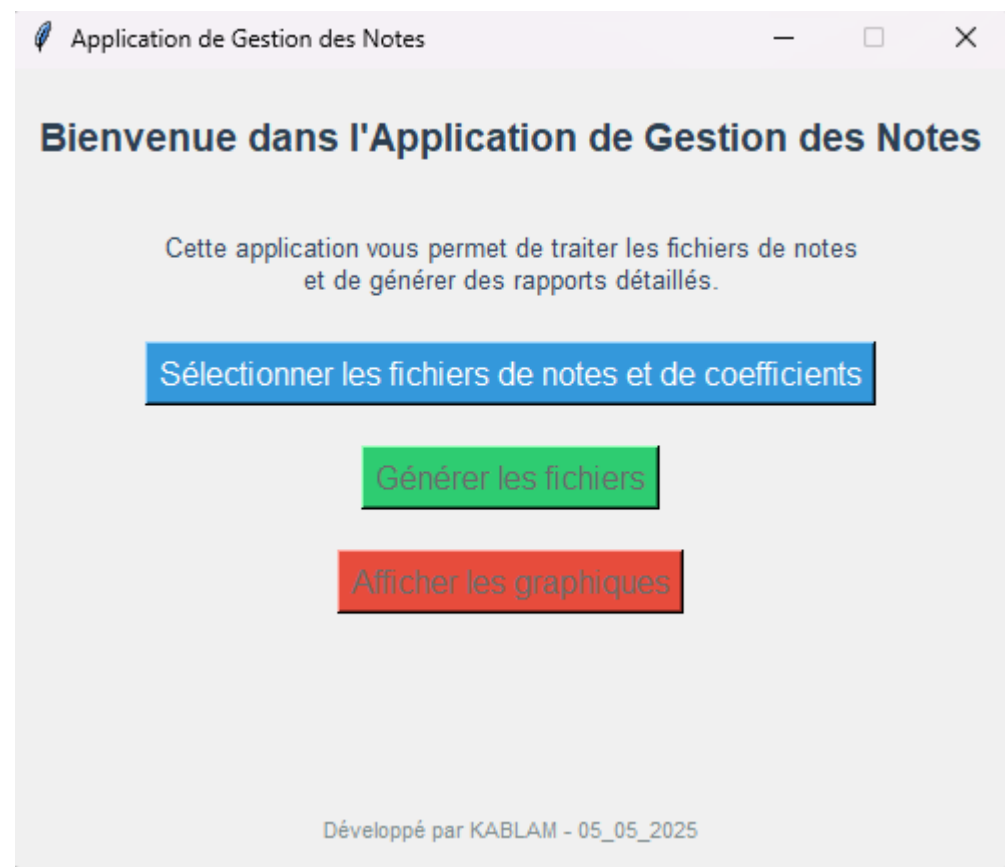 Application de Gestion des Notes
Bienvenue dans l'Application de Gestion des Notes
Cette application vous permet de traiter les fichiers de notes
et de générer des rapports détaillés.
Sélectionner les fichiers de notes et de coefficients
Générer les fichiers
Afficher les graphiques
Développé par KABLAM - 05_05_2025